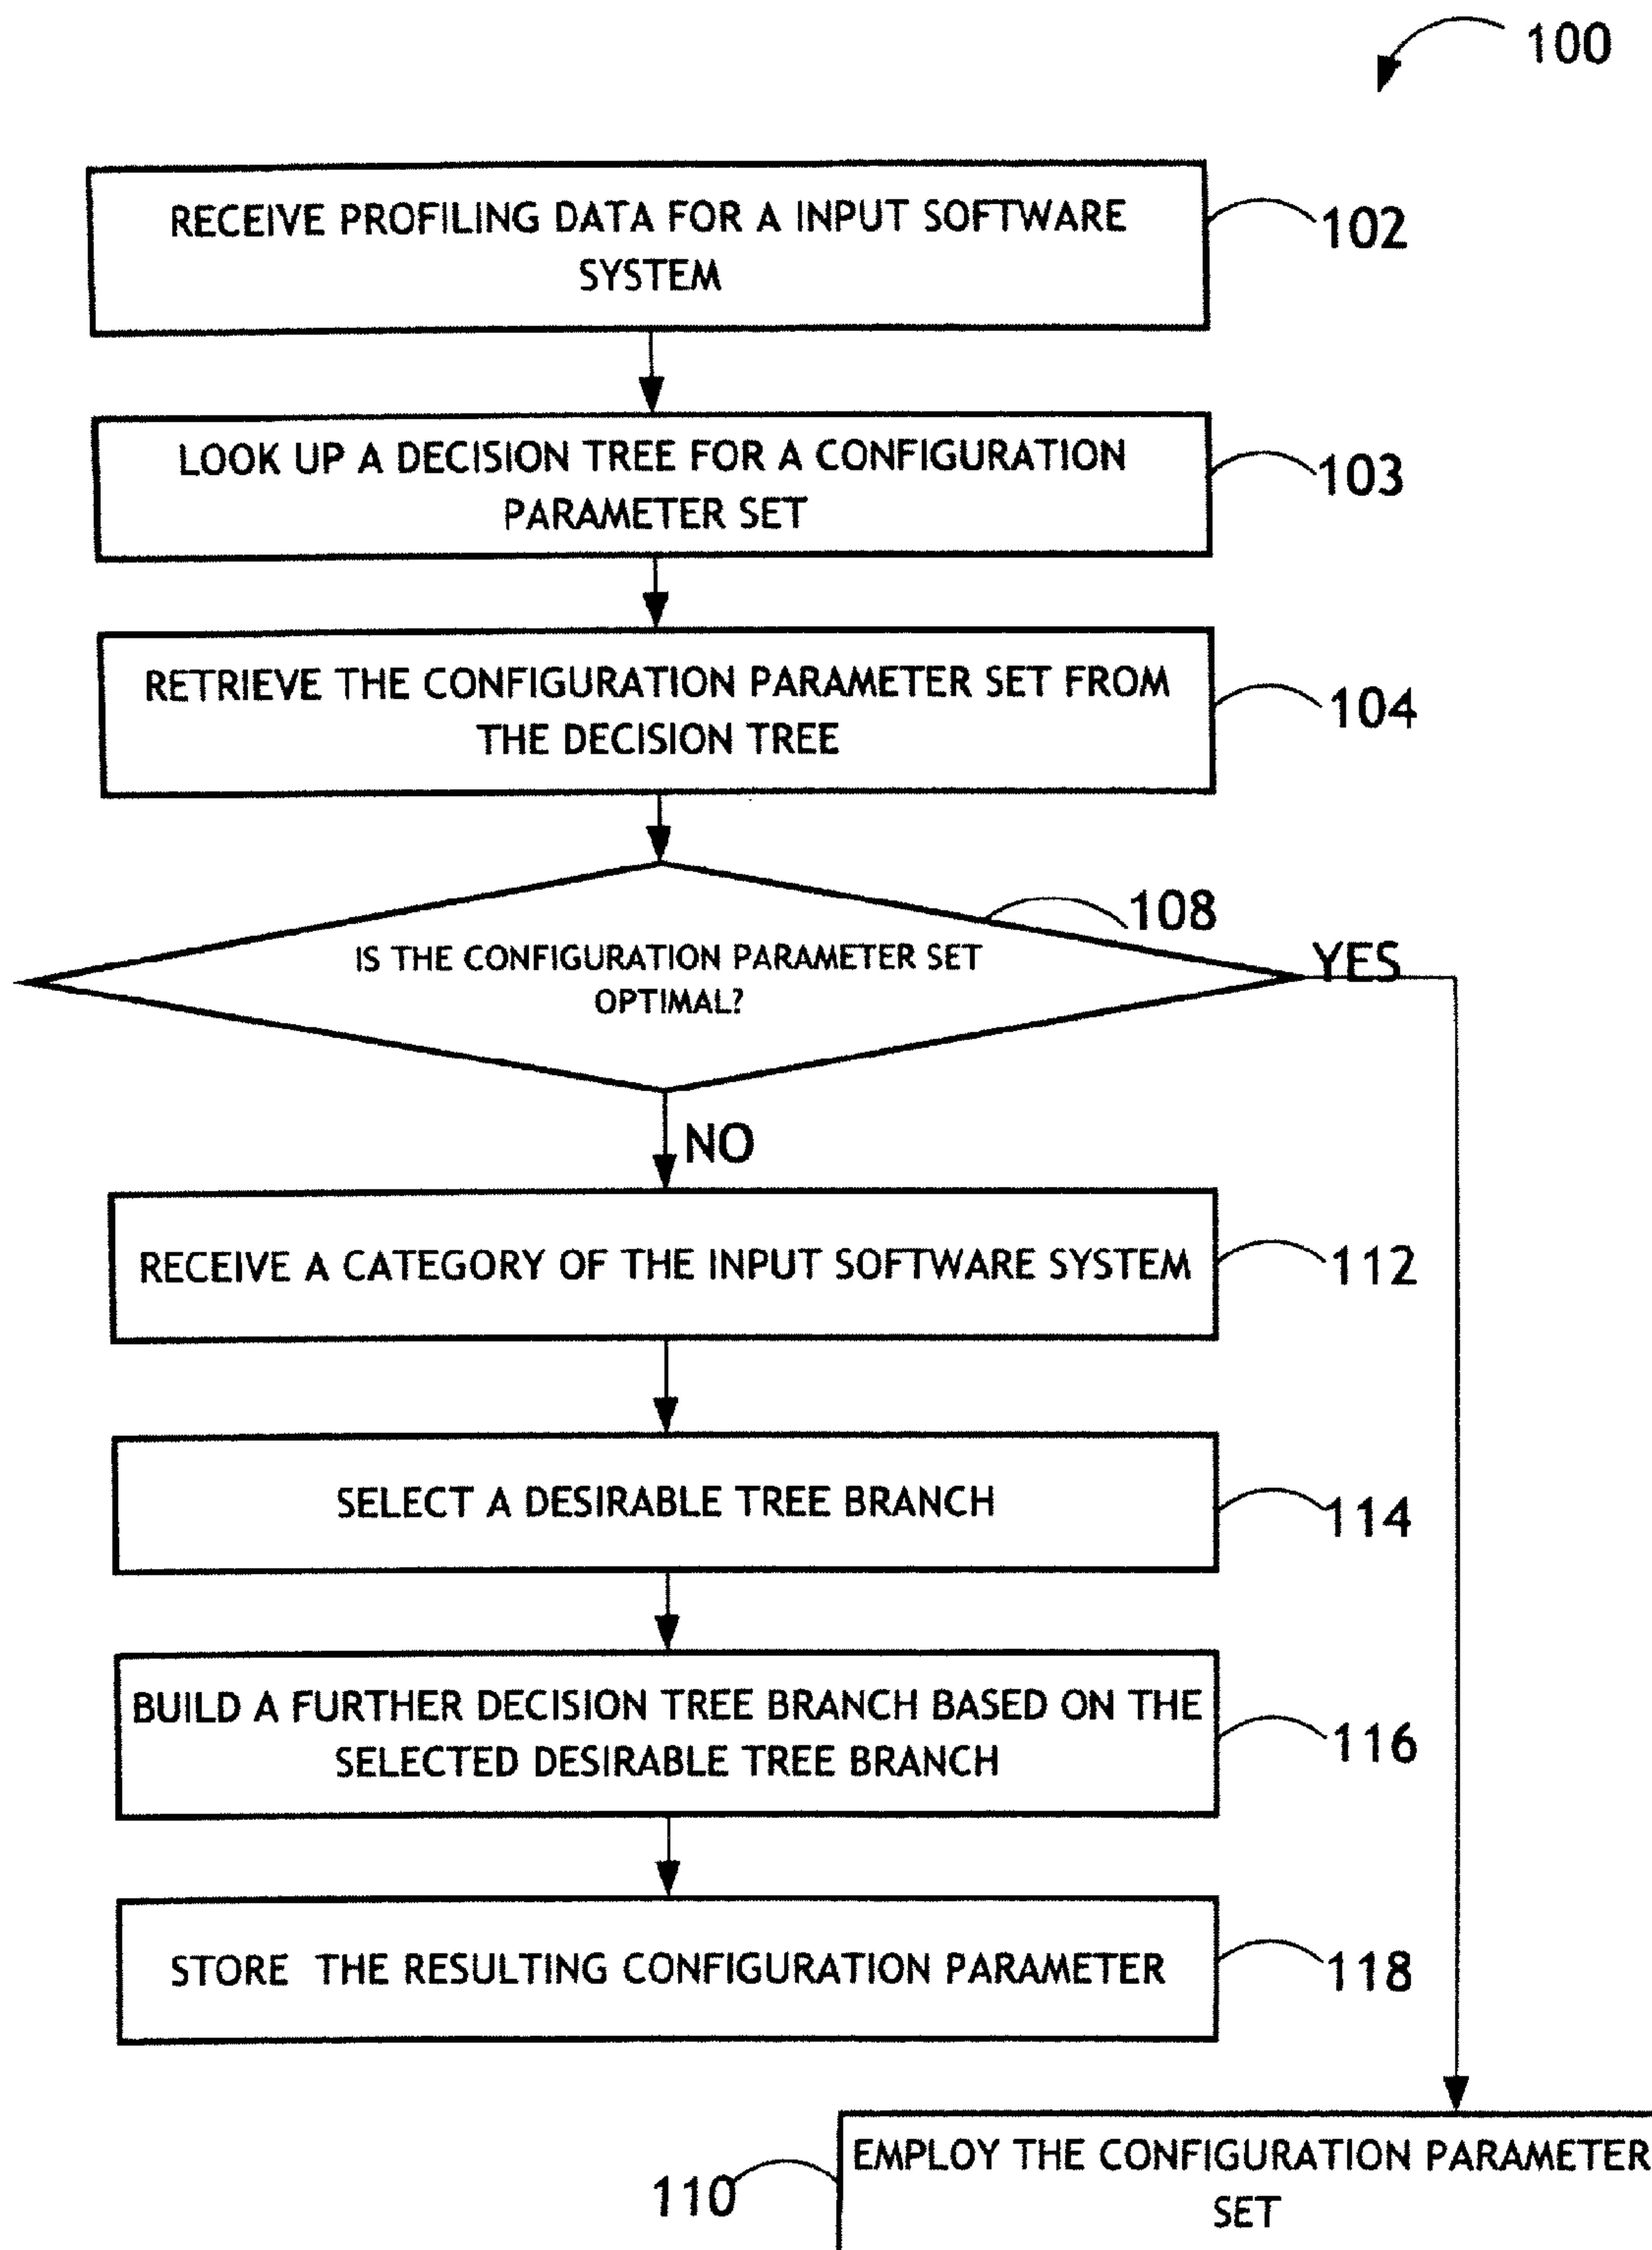 100
RECEIVE PROFILING DATA FOR A INPUT SOFTWARE
SYSTEM
102
LOOK UP A DECISION TREE FOR A CONFIGURATION
PARAMETER SET
103
RETRIEVE THE CONFIGURATION PARAMETER SET FROM
THE DECISION TREE
104
108
IS THE CONFIGURATION PARAMETER SET
OPTIMAL?
YES
NO
RECEIVE A CATEGORY OF THE INPUT SOFTWARE SYSTEM
112
SELECT A DESIRABLE TREE BRANCH
114
BUILD A FURTHER DECISION TREE BRANCH BASED ON THE
SELECTED DESIRABLE TREE BRANCH
116
STORE THE RESULTING CONFIGURATION PARAMETER
118
EMPLOY THE CONFIGURATION PARAMETER
SET
110